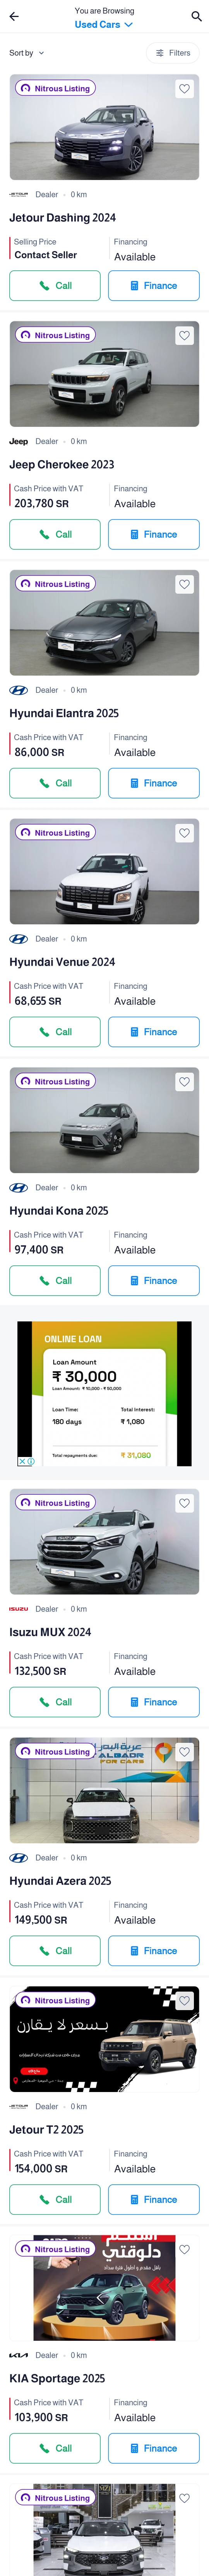 You are Browsing
Used Cars
Sort by
Filters
Nitrous Listing
JETOUR
Dealer · 0 km
Jetour Dashing 2024
Selling Price
Financing
Contact Seller
Available
Call
Finance
Nitrous Listing
Jeep
Dealer · 0 km
Jeep Cherokee 2023
Cash Price with VAT
Financing
203,780 SR
Available
Call
Finance
Nitrous Listing
Dealer · 0 km
Hyundai Elantra 2025
Cash Price with VAT
Financing
86,000 SR
Available
Call
Finance
Nitrous Listing
Dealer · 0 km
Hyundai Venue 2024
Cash Price with VAT
Financing
68,655 SR
Available
Call
Finance
Nitrous Listing
Dealer · 0 km
Hyundai Kona 2025
Cash Price with VAT
Financing
97,400 SR
Available
Call
Finance
ONLINE LOAN
Loan Amount
₹ 30,000
Loan Amount: ₹ 10,000 - ₹ 50,000
Loan Time:
Total Interest:
180 days
₹ 1,080
Total repayments due:
₹ 31,080
Nitrous Listing
ISUZU
Dealer · 0 km
Isuzu MUX 2024
Cash Price with VAT
Financing
132,500 SR
Available
Call
Finance
Nitrous Listing
ALBADR
FOR CARS
Dealer · 0 km
Hyundai Azera 2025
Cash Price with VAT
Financing
149,500 SR
Available
Call
Finance
Nitrous Listing
بسعر لا يقارن
JETOUR
Dealer · 0 km
Jetour T2 2025
Cash Price with VAT
Financing
154,000 SR
Available
Call
Finance
Nitrous Listing
دلوقتي
KIA
Dealer · 0 km
KIA Sportage 2025
Cash Price with VAT
Financing
103,900 SR
Available
Call
Finance
Nitrous Listing